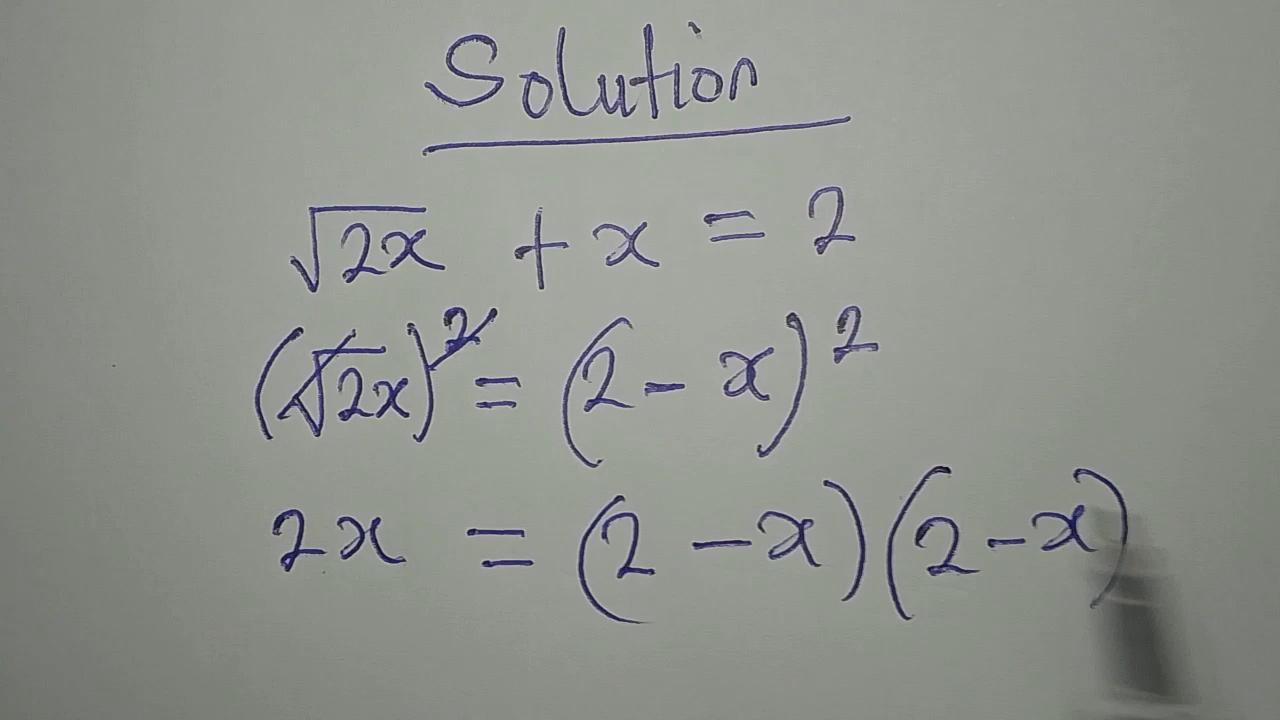 Solution
√2x + x = 2
(√2x)² = (2 - x)²
2x = (2 - x)(2 - x)